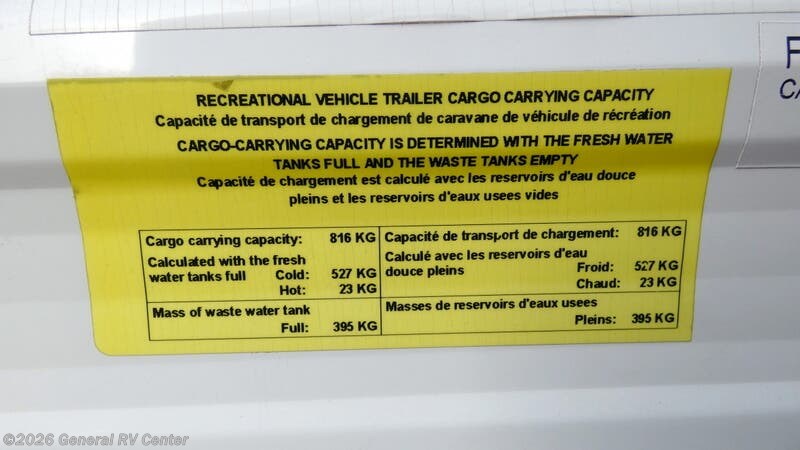 RECREATIONAL VEHICLE TRAILER CARGO CARRYING CAPACITY
Capacité de transport de chargement de caravane de véhicule de récréation
CARGO-CARRYING CAPACITY IS DETERMINED WITH THE FRESH WATER
TANKS FULL AND THE WASTE TANKS EMPTY
Capacité de chargement est calculé avec les reservoirs d'eau douce
pleins et les reservoirs d'eaux usees vides
Cargo carrying capacity: 816 KG
Calculated with the fresh
water tanks full Cold: 527 KG
Hot: 23 KG
Mass of waste water tank
Full: 395 KG
Capacité de transport de chargement: 816 KG
Calculé avec les reservoirs d'eau
douce pleins Froid: 527 KG
Chaud: 23 KG
Masses de reservoirs d'eaux usees
Pleins: 395 KG
©2026 General RV Center